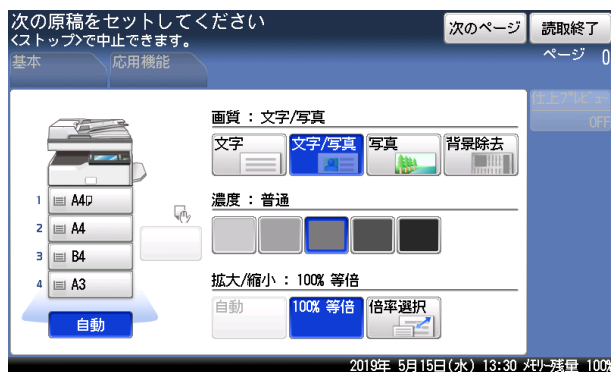 次の原稿をセットしてください
<ストップ>で中止できます。
次のページ
読取終了
基本
応用機能
ページ 0
仕上プレビュー
OFF
画質 : 文字/写真
文字
文字/写真
写真
背景除去
1 A4
2 A4
3 B4
4 A3
自動
濃度 : 普通
拡大/縮小 : 100% 等倍
自動
100% 等倍
倍率選択
2019年 5月15日(水) 13:30 メモリー残量 100%